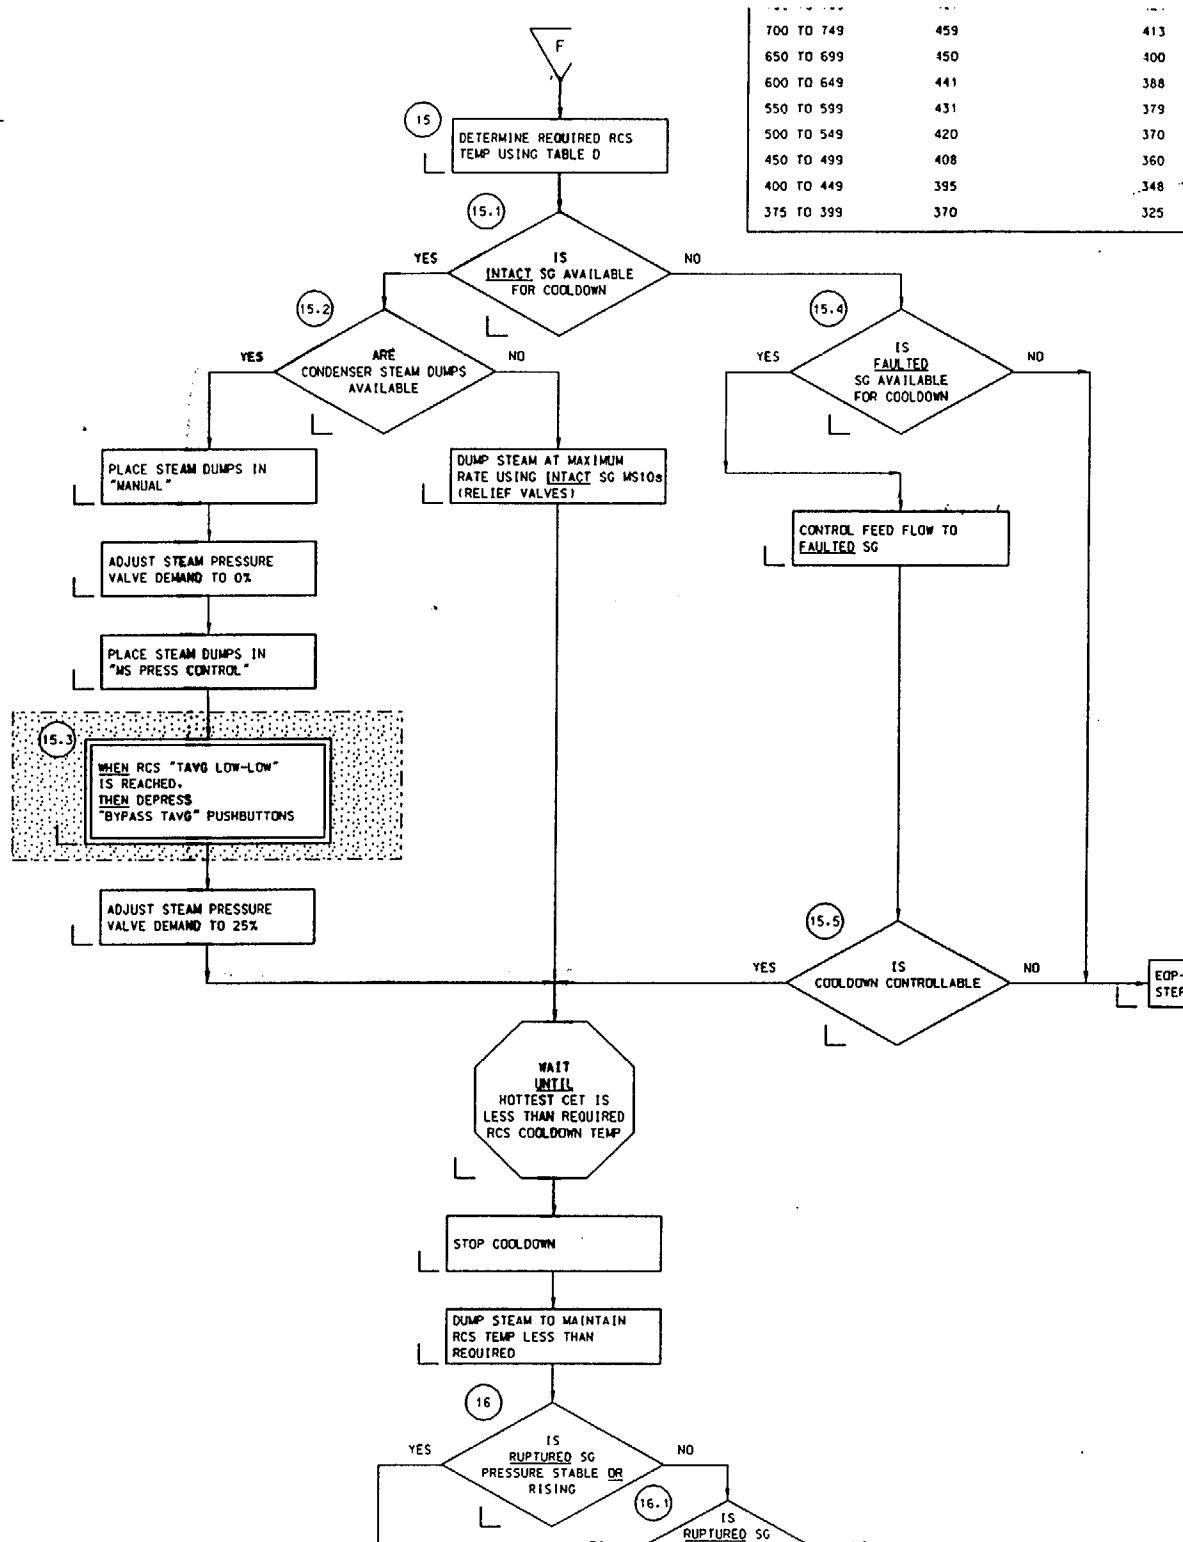 700 TO 749 459 413
650 TO 699 450 400
600 TO 649 441 388
550 TO 599 431 379
500 TO 549 420 370
450 TO 499 408 360
400 TO 449 395 348
375 TO 399 370 325
F
15
DETERMINE REQUIRED RCS
TEMP USING TABLE D
15.1
YES
NO
IS
INTACT SG AVAILABLE
FOR COOLDOWN
15.2
YES
NO
ARE
CONDENSER STEAM DUMPS
AVAILABLE
15.4
YES
NO
IS
FAULTED
SG AVAILABLE
FOR COOLDOWN
PLACE STEAM DUMPS IN
"MANUAL"
DUMP STEAM AT MAXIMUM
RATE USING INTACT SG MS10s
(RELIEF VALVES)
CONTROL FEED FLOW TO
FAULTED SG
ADJUST STEAM PRESSURE
VALVE DEMAND TO 0%
PLACE STEAM DUMPS IN
"MS PRESS CONTROL"
15.3
WHEN RCS "TAVG LOW-LOW"
IS REACHED.
THEN DEPRESS
"BYPASS TAVG" PUSHBUTTONS
ADJUST STEAM PRESSURE
VALVE DEMAND TO 25%
15.5
YES
NO
IS
COOLDOWN CONTROLLABLE
EOP-
STEP
WAIT
UNTIL
HOTTEST CET IS
LESS THAN REQUIRED
RCS COOLDOWN TEMP
STOP COOLDOWN
DUMP STEAM TO MAINTAIN
RCS TEMP LESS THAN
REQUIRED
16
YES
NO
IS
RUPTURED SG
PRESSURE STABLE OR
RISING
16.1
IS
RUPTURED SG